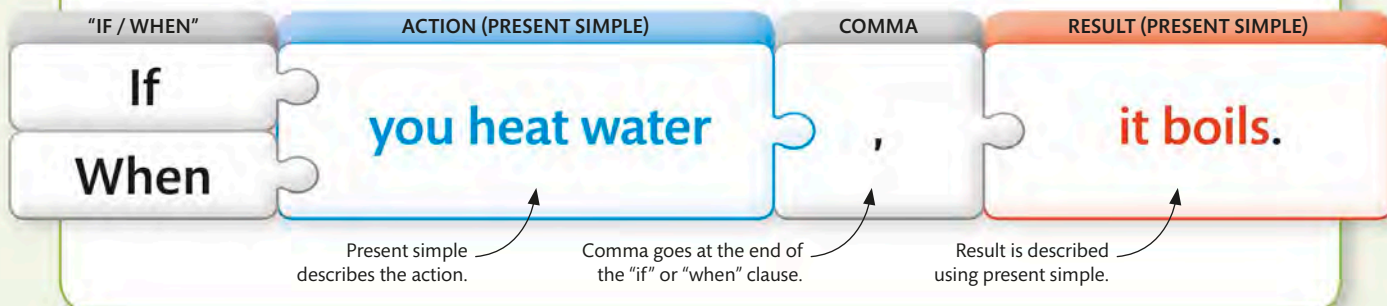 "IF / WHEN"
ACTION (PRESENT SIMPLE)
COMMA
RESULT (PRESENT SIMPLE)
If
When
you heat water
,
it boils.
Present simple
describes the action.
Comma goes at the end of
the "if" or "when" clause.
Result is described
using present simple.